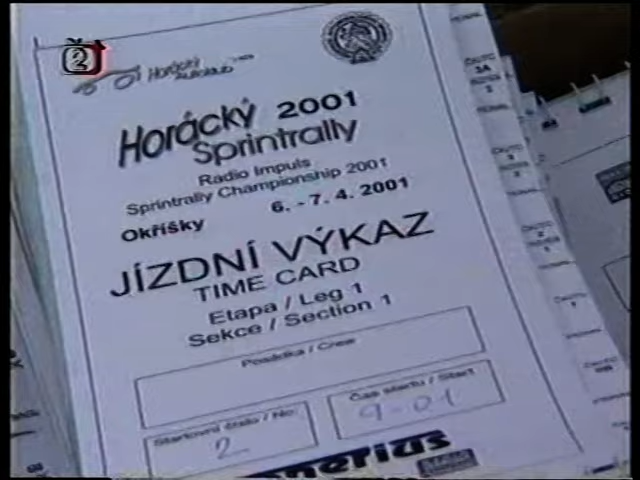 Č2
Horácký
Autoklub
Horácký 2001
Sprintrally
Radio Impuls
Sprintrally Championship 2001
Okříšky 6. - 7. 4. 2001
JÍZDNÍ VÝKAZ
TIME CARD
Etapa / Leg 1
Sekce / Section 1
Posádka / Crew
Startovní číslo / No.
2
Čas startu / Start
9-01